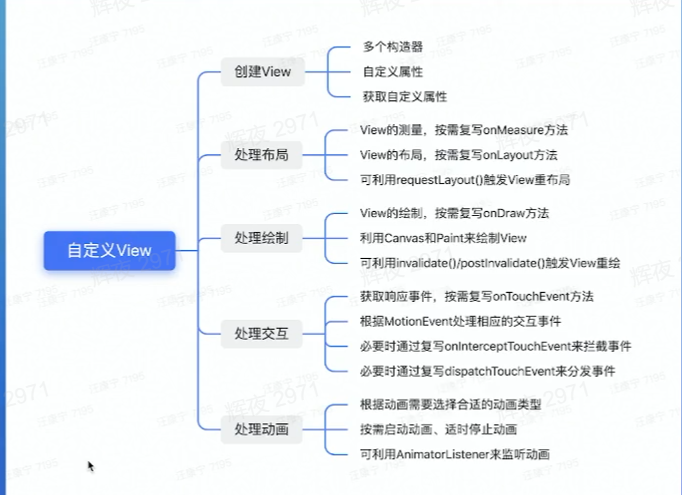 创建View
多个构造器
自定义属性
获取自定义属性
处理布局
View的测量，按需复写onMeasure方法
View的布局，按需复写onLayout方法
可利用requestLayout()触发View重布局
自定义View
处理绘制
View的绘制，按需复写onDraw方法
利用Canvas和Paint来绘制View
可利用invalidate()/postInvalidate()触发View重绘
处理交互
获取响应事件，按需复写onTouchEvent方法
根据MotionEvent处理相应的交互事件
必要时通过复写onInterceptTouchEvent来拦截事件
必要时通过复写dispatchTouchEvent来分发事件
处理动画
根据动画需要选择合适的动画类型
按需启动动画、适时停止动画
可利用AnimatorListener来监听动画
辉夜 2971